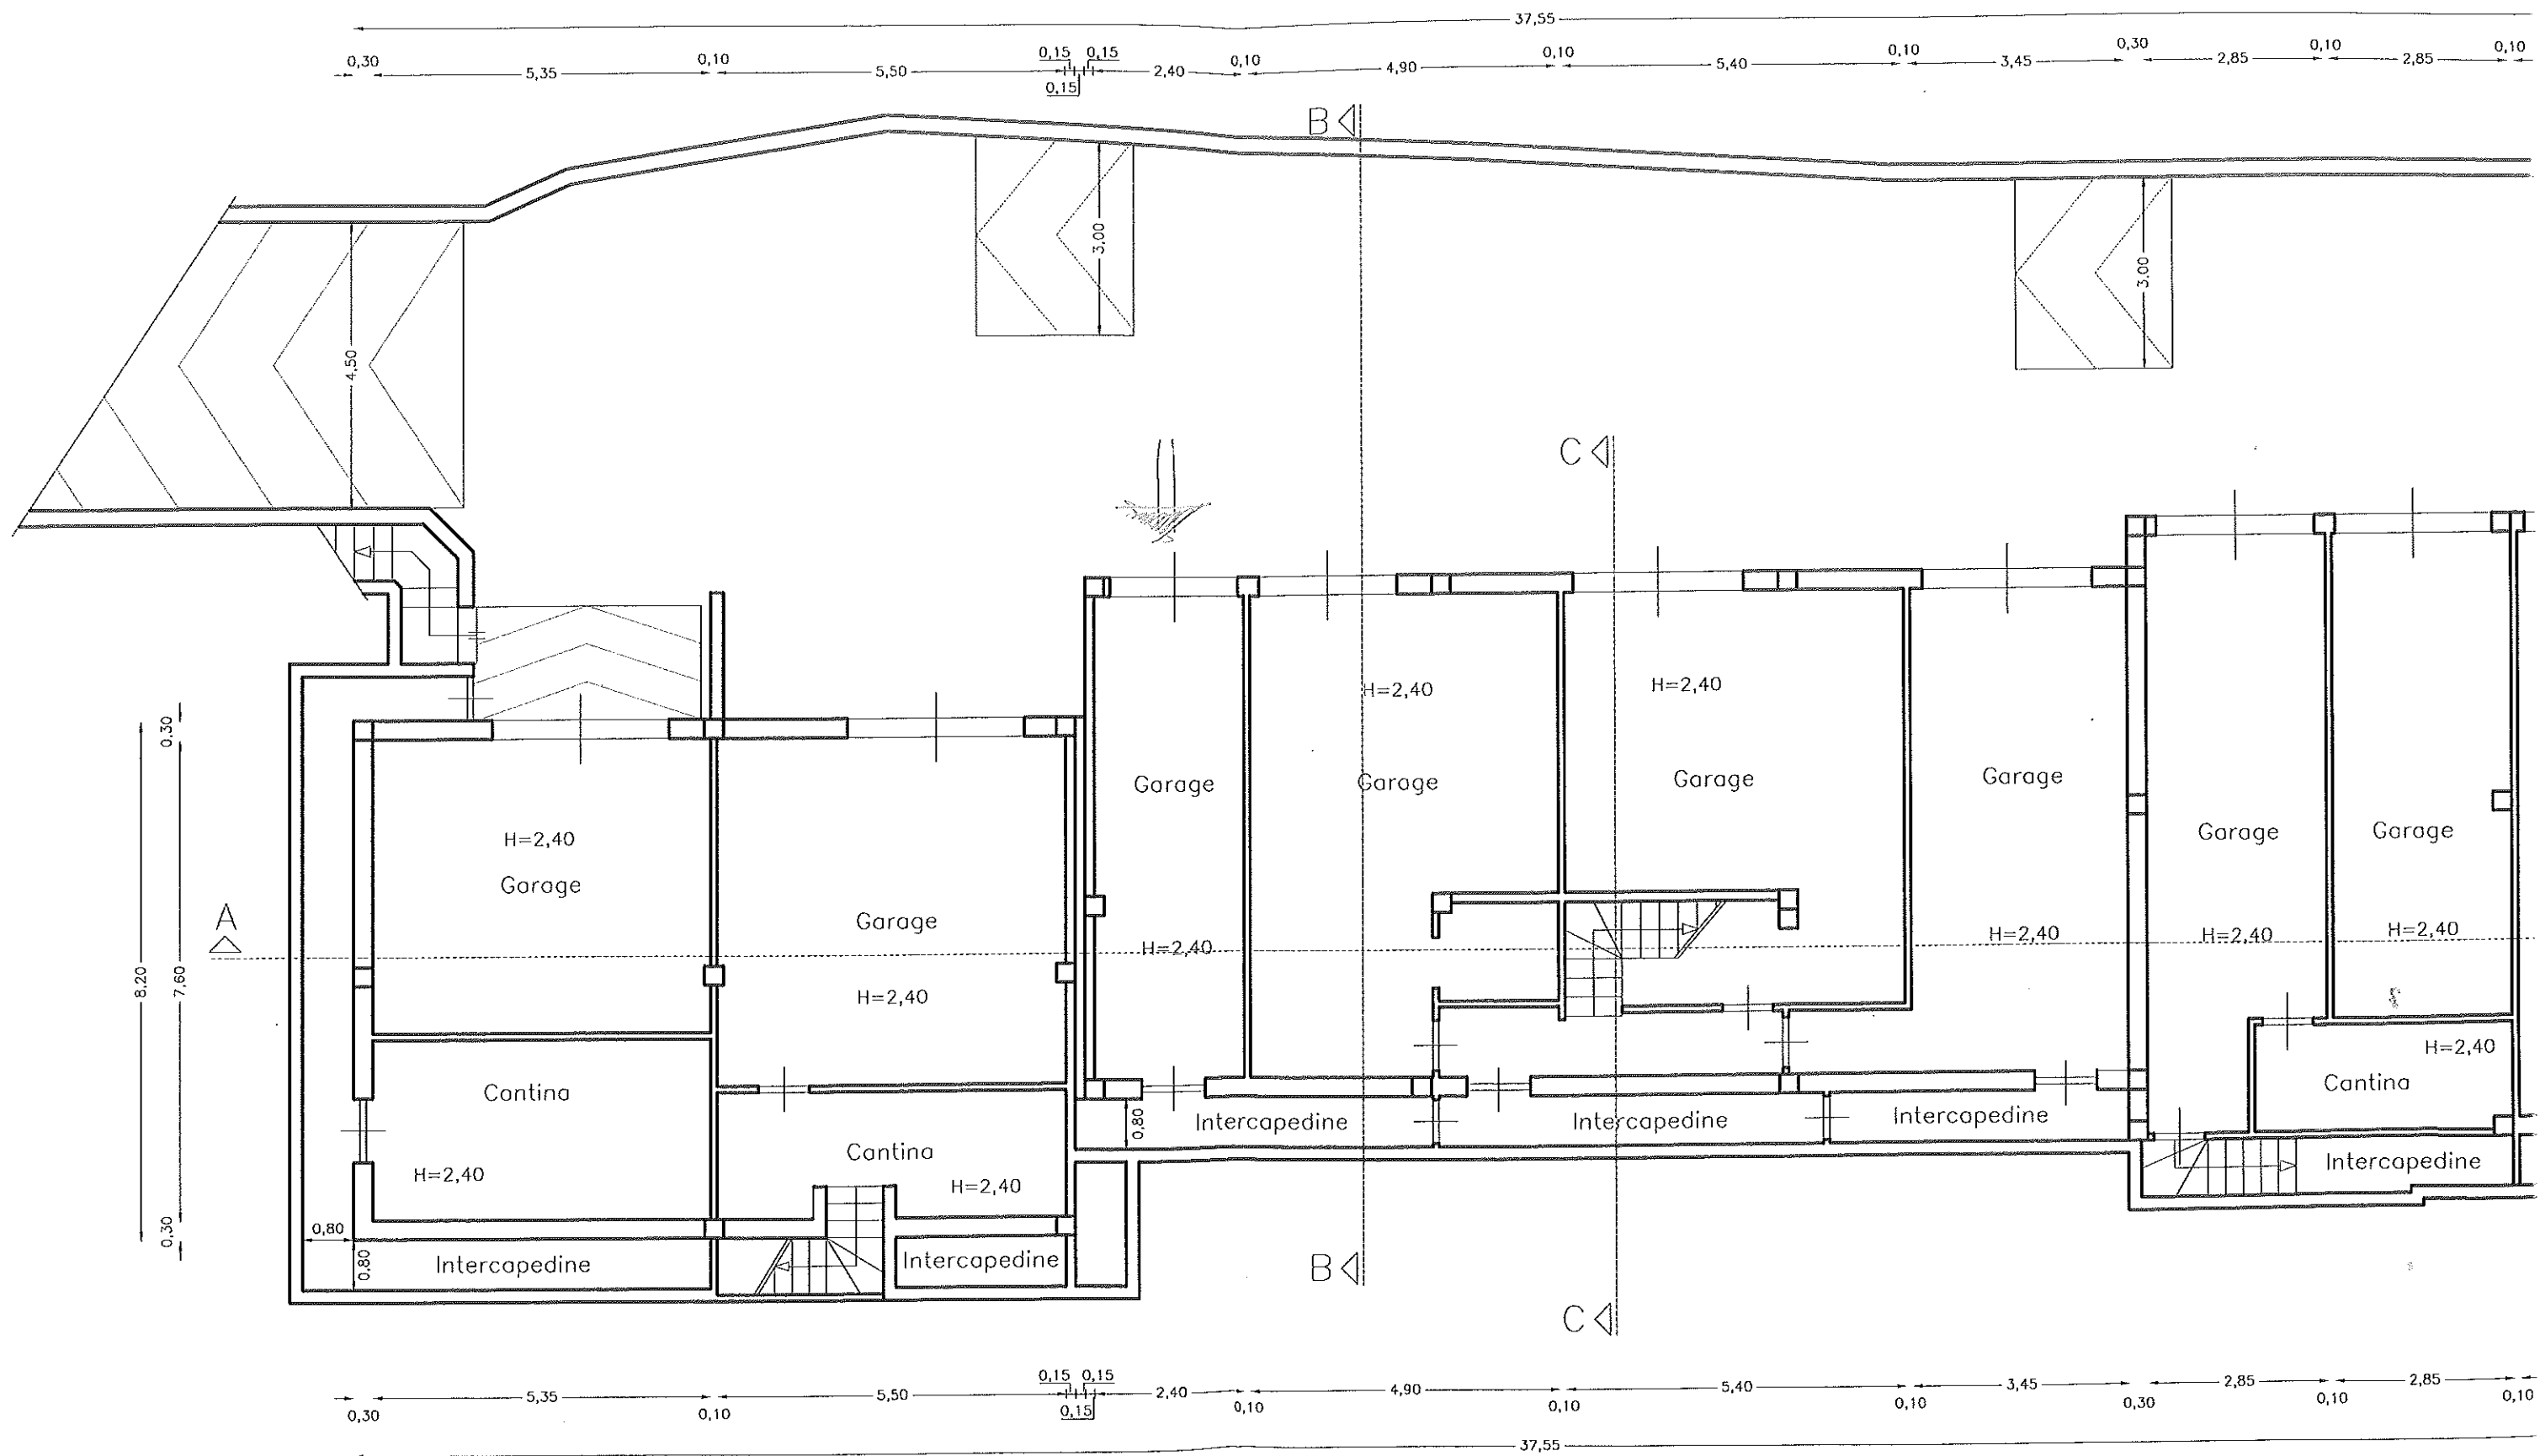 37,55
0,30 0,10 0,15 0,15 0,10 0,10 0,10 0,30 0,10 0,10
5,35 5,50 2,40 4,90 5,40 3,45 2,85 2,85
0,15
B
3.00
3.00
4,50
C
H=2,40 H=2,40
0.30
Garage Garage Garage Garage
H=2,40
Garage Garage
Garage
A
Garage
H=2,40 H=2,40 H=2,40 H=2,40
8.20 7,60
H=2,40
H=2,40
Cantina
Cantina
Intercapedine Intercapedine Intercapedine
0,80
Cantina
Intercapedine
H=2,40
H=2,40
0,30
0,80
0,80
Intercapedine
Intercapedine
B
C
0,15 0,15
5,35 5,50 2,40 4,90 5,40 3,45 2,85 2,85
0,30 0,10 0,15 0,10 0,10 0,10 0,30 0,10 0,10
37,55